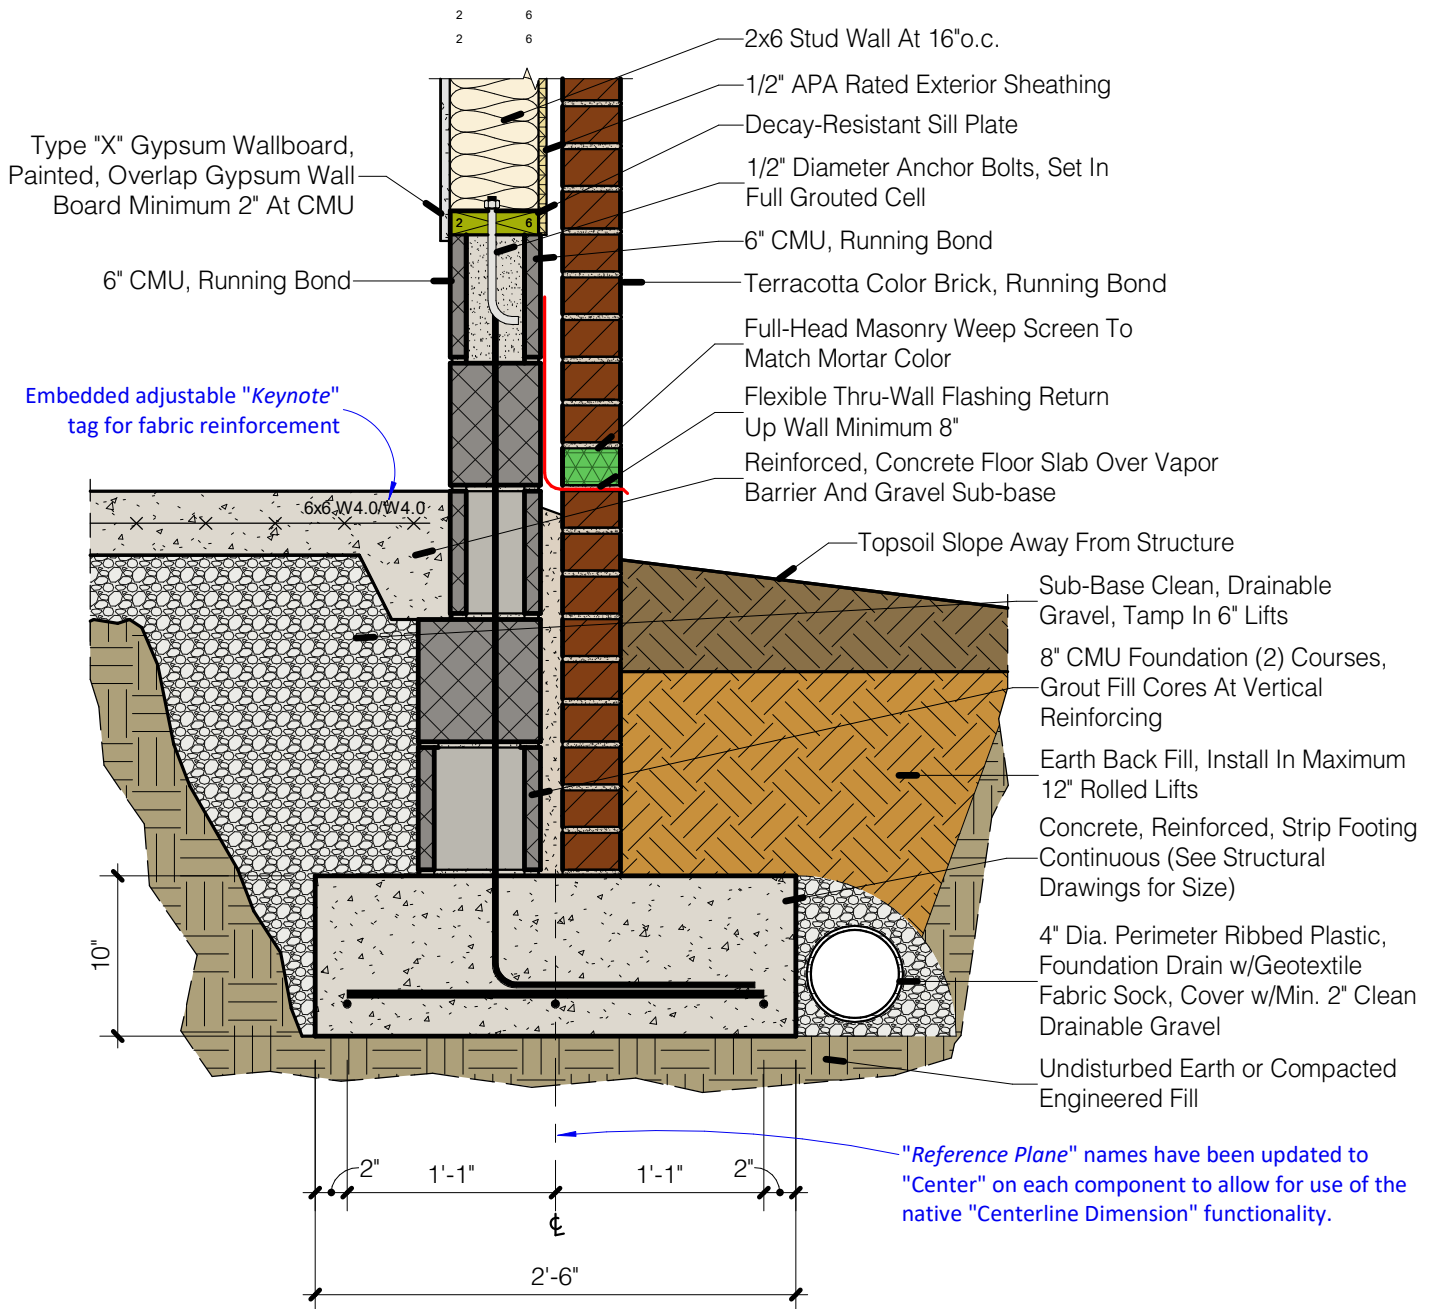 2 6
2 6
2x6 Stud Wall At 16"o.c.
1/2" APA Rated Exterior Sheathing
Decay-Resistant Sill Plate
1/2" Diameter Anchor Bolts, Set In
Full Grouted Cell
6" CMU, Running Bond
Terracotta Color Brick, Running Bond
Full-Head Masonry Weep Screen To
Match Mortar Color
Flexible Thru-Wall Flashing Return
Up Wall Minimum 8"
Reinforced, Concrete Floor Slab Over Vapor
Barrier And Gravel Sub-base
Topsoil Slope Away From Structure
Sub-Base Clean, Drainable
Gravel, Tamp In 6" Lifts
8" CMU Foundation (2) Courses,
Grout Fill Cores At Vertical
Reinforcing
Earth Back Fill, Install In Maximum
12" Rolled Lifts
Concrete, Reinforced, Strip Footing
Continuous (See Structural
Drawings for Size)
4" Dia. Perimeter Ribbed Plastic,
Foundation Drain w/Geotextile
Fabric Sock, Cover w/Min. 2" Clean
Drainable Gravel
Undisturbed Earth or Compacted
Engineered Fill
Type "X" Gypsum Wallboard,
Painted, Overlap Gypsum Wall
Board Minimum 2" At CMU
2 6
6" CMU, Running Bond
Embedded adjustable "Keynote"
tag for fabric reinforcement
6x6 W4.0/W4.0
10"
"Reference Plane" names have been updated to
"Center" on each component to allow for use of the
native "Centerline Dimension" functionality.
2" 1'-1" 1'-1" 2"
℄
2'-6"